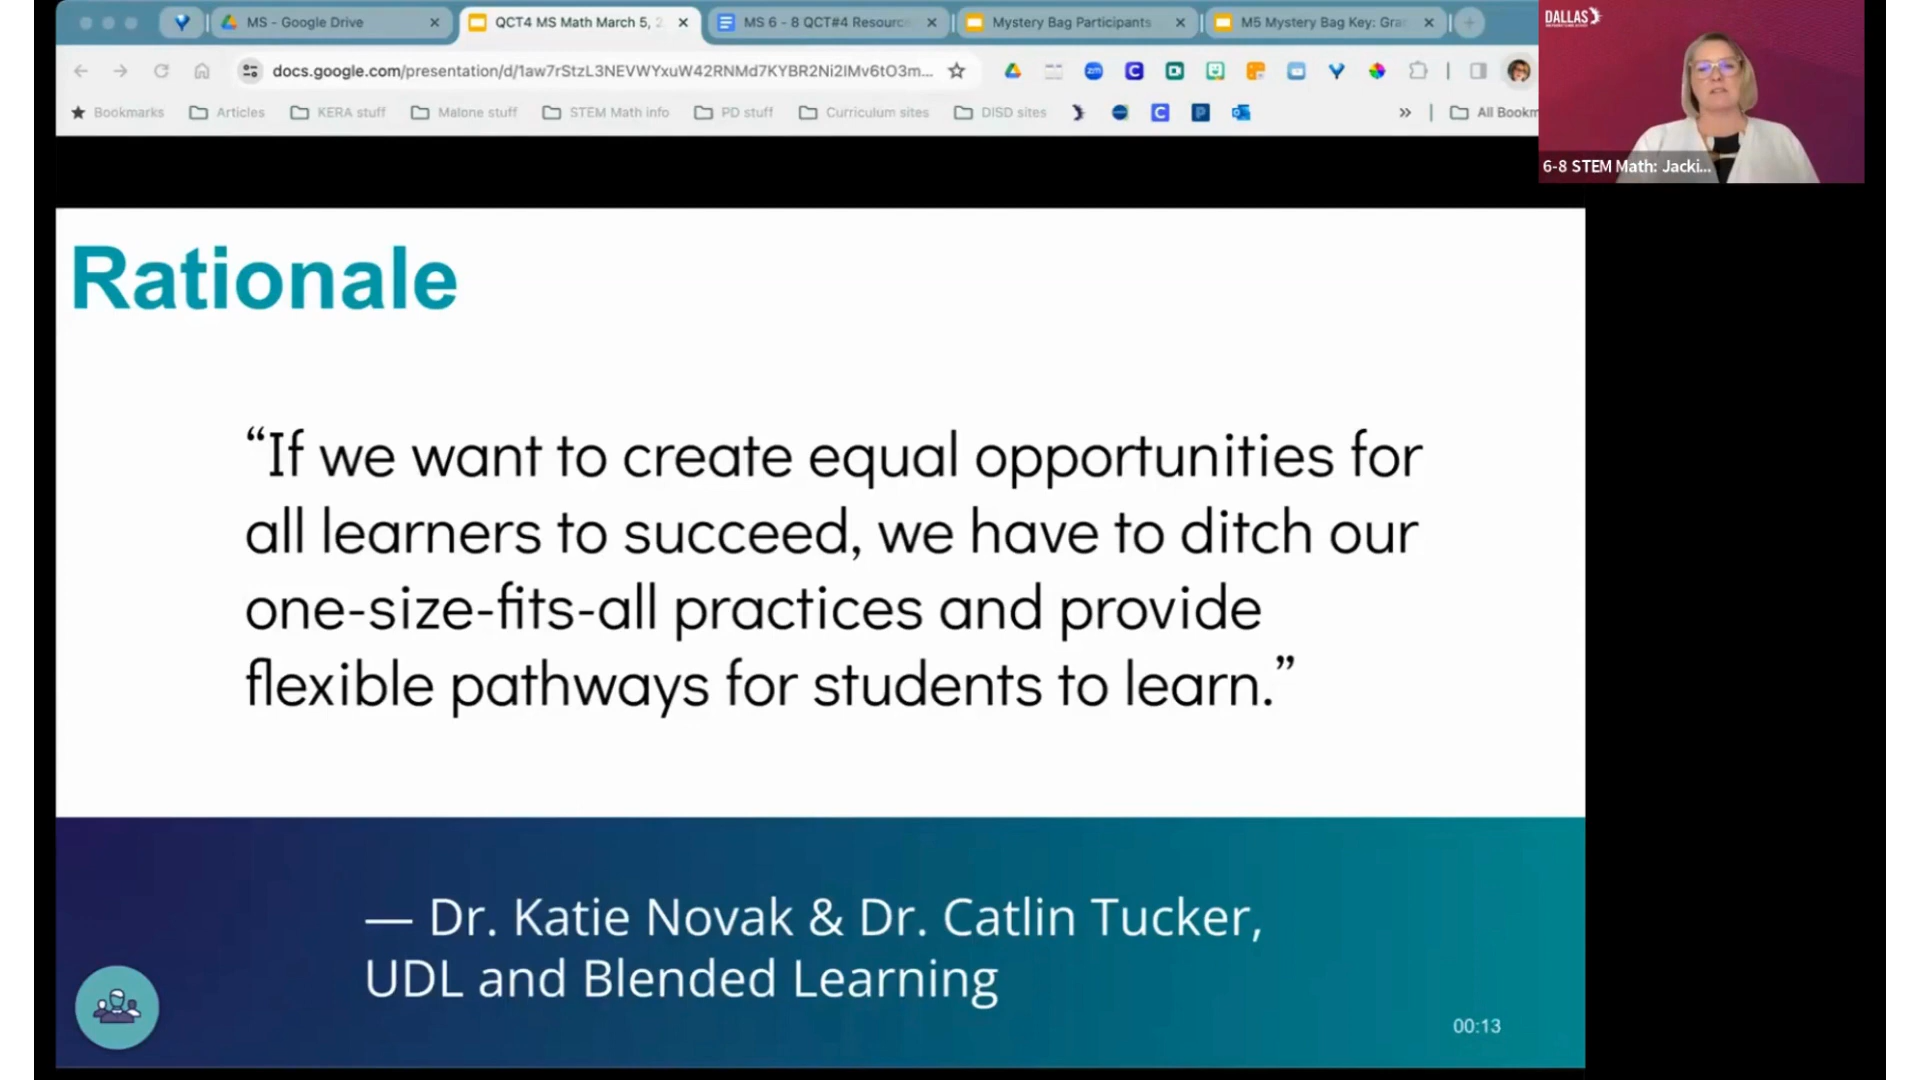 MS - Google Drive
QCT4 MS Math March 5, 2
MS 6 - 8 QCT#4 Resourc
Mystery Bag Participants
M5 Mystery Bag Key: Gra
docs.google.com/presentation/d/1aw7rStzL3NEVWYxuW42RNMd7KYBR2Ni2IMv6tO3m...
zm
Bookmarks
Articles
KERA stuff
Malone stuff
STEM Math info
PD stuff
Curriculum sites
DISD sites
All Bookm
DALLAS
6-8 STEM Math: Jacki...
Rationale
“If we want to create equal opportunities for
all learners to succeed, we have to ditch our
one-size-fits-all practices and provide
flexible pathways for students to learn.”
— Dr. Katie Novak & Dr. Catlin Tucker,
UDL and Blended Learning
00:13